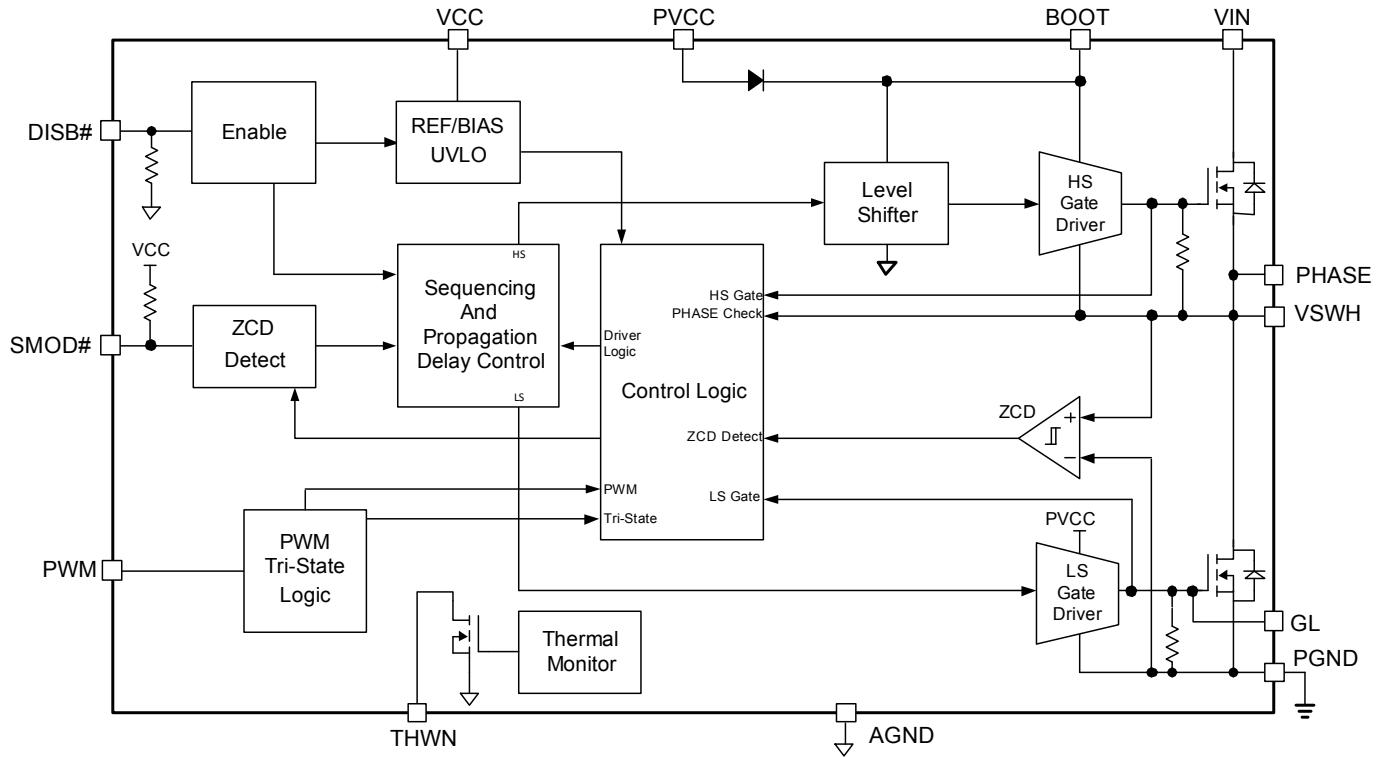 VCC
PVCC
BOOT
VIN
DISB#
Enable
REF/BIAS
UVLO
Level
Shifter
HS
Gate
Driver
VCC
HS
Sequencing
And
Propagation
Delay Control
LS
HS Gate
PHASE Check
Driver
Logic
Control Logic
ZCD Detect
PWM
LS Gate
Tri-State
PHASE
VSWH
SMOD#
ZCD
Detect
ZCD
+
−
PWM
PWM
Tri-State
Logic
PVCC
LS
Gate
Driver
GL
PGND
Thermal
Monitor
THWN
AGND